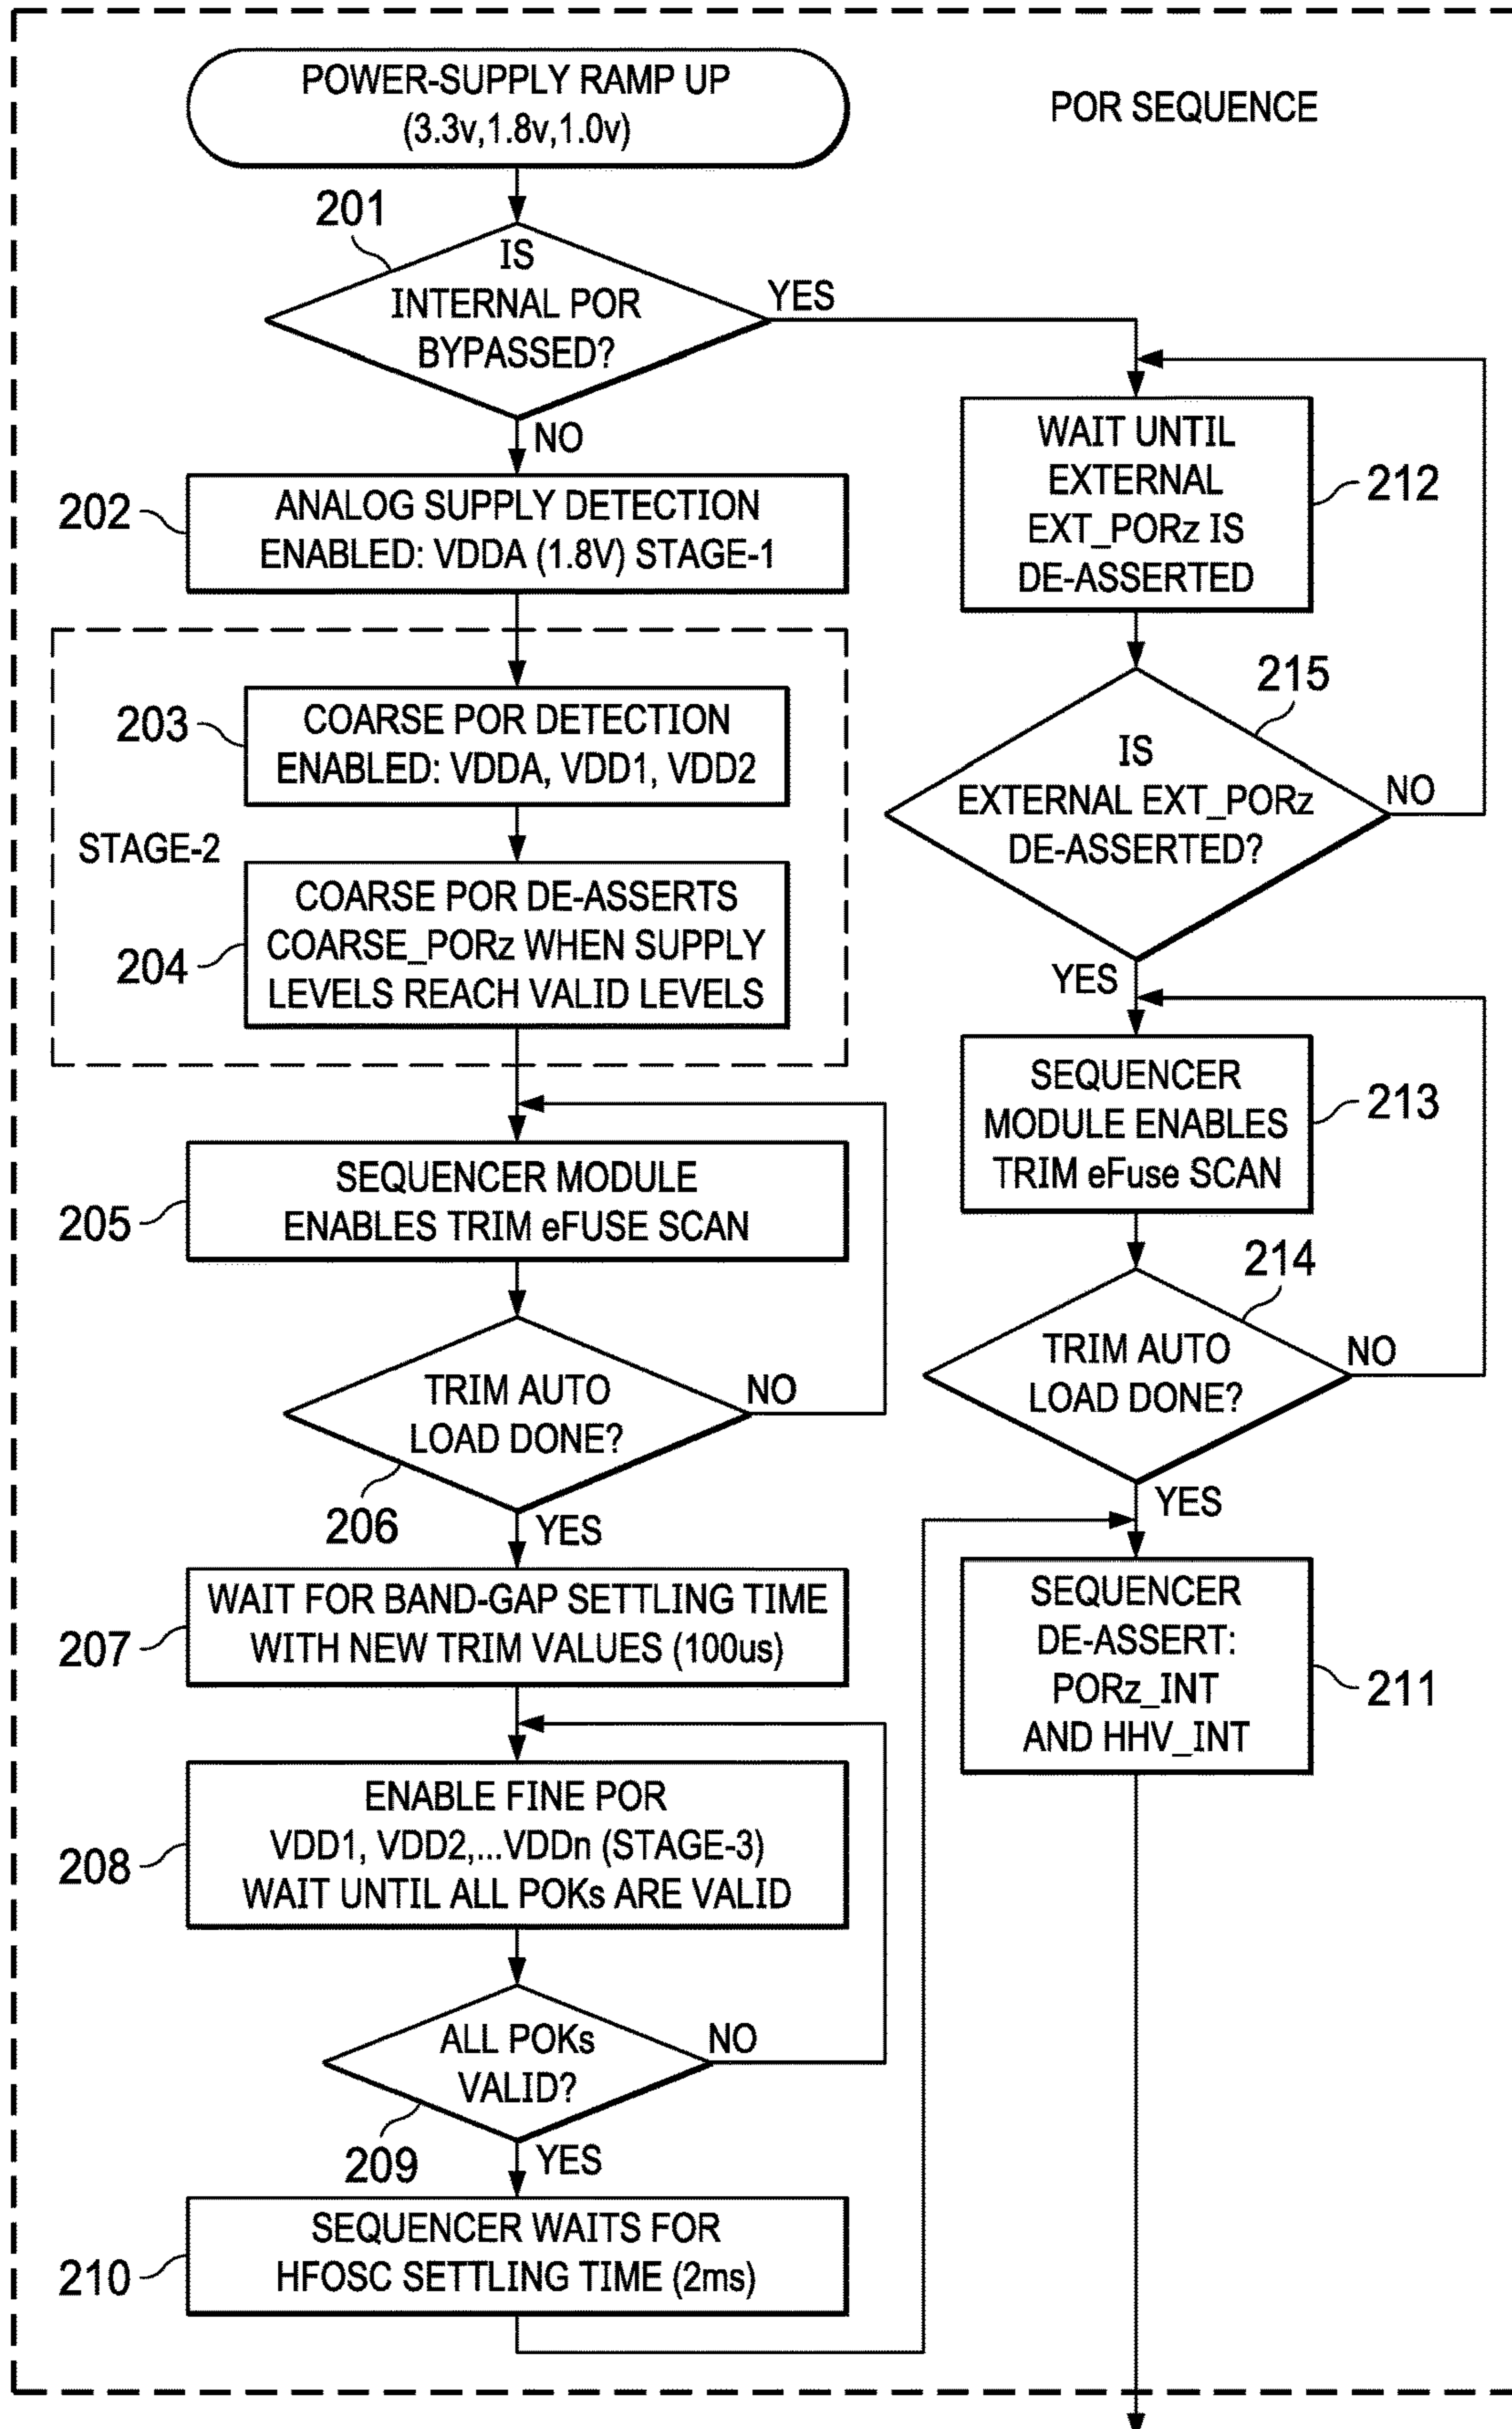 POWER-SUPPLY RAMP UP
(3.3v,1.8v,1.0v)
POR SEQUENCE
201
IS
INTERNAL POR
BYPASSED?
YES
NO
202
ANALOG SUPPLY DETECTION
ENABLED: VDDA (1.8V) STAGE-1
STAGE-2
203
COARSE POR DETECTION
ENABLED: VDDA, VDD1, VDD2
204
COARSE POR DE-ASSERTS
COARSE_PORz WHEN SUPPLY
LEVELS REACH VALID LEVELS
205
SEQUENCER MODULE
ENABLES TRIM eFUSE SCAN
TRIM AUTO
LOAD DONE?
NO
206
YES
207
WAIT FOR BAND-GAP SETTLING TIME
WITH NEW TRIM VALUES (100us)
208
ENABLE FINE POR
VDD1, VDD2,...VDDn (STAGE-3)
WAIT UNTIL ALL POKs ARE VALID
ALL POKs
VALID?
NO
209
YES
210
SEQUENCER WAITS FOR
HFOSC SETTLING TIME (2ms)
WAIT UNTIL
EXTERNAL
EXT_PORz IS
DE-ASSERTED
212
215
IS
EXTERNAL EXT_PORz
DE-ASSERTED?
NO
YES
SEQUENCER
MODULE ENABLES
TRIM eFuse SCAN
213
214
TRIM AUTO
LOAD DONE?
NO
YES
SEQUENCER
DE-ASSERT:
PORz_INT
AND HHV_INT
211